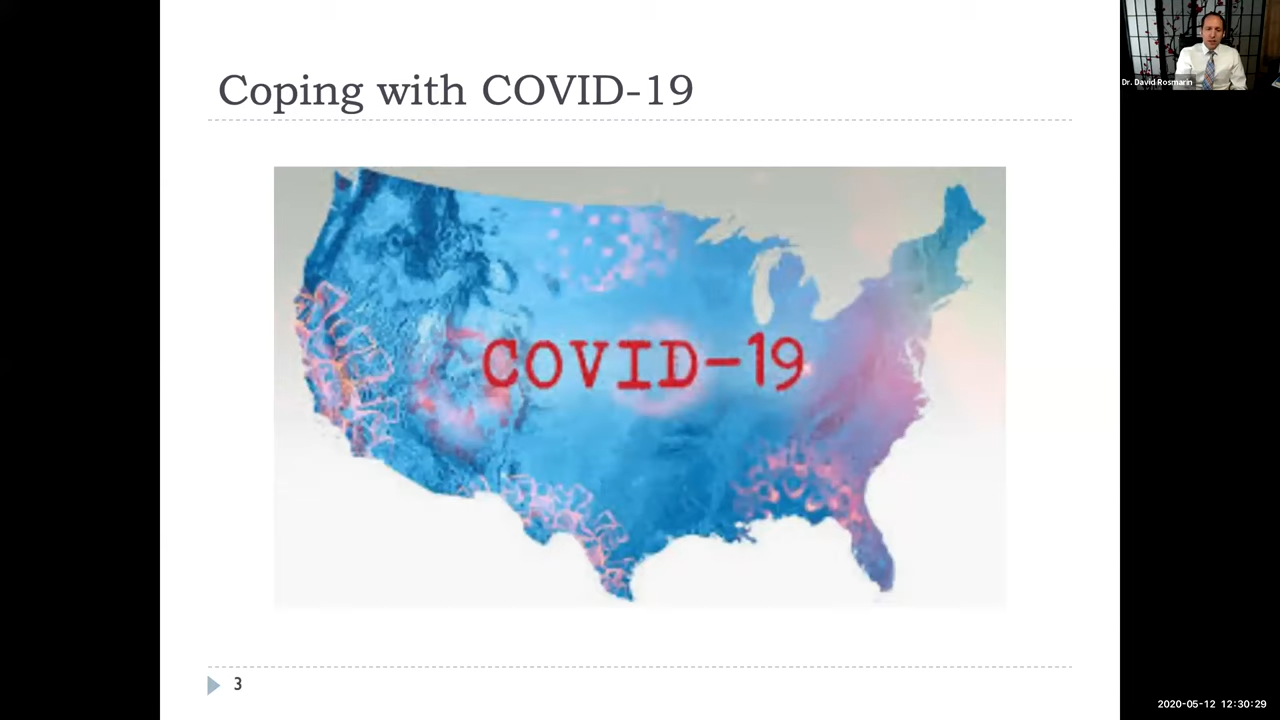 Coping with COVID-19
Dr. David Rosmarin
COVID-19
3
2020-05-12 12:30:29